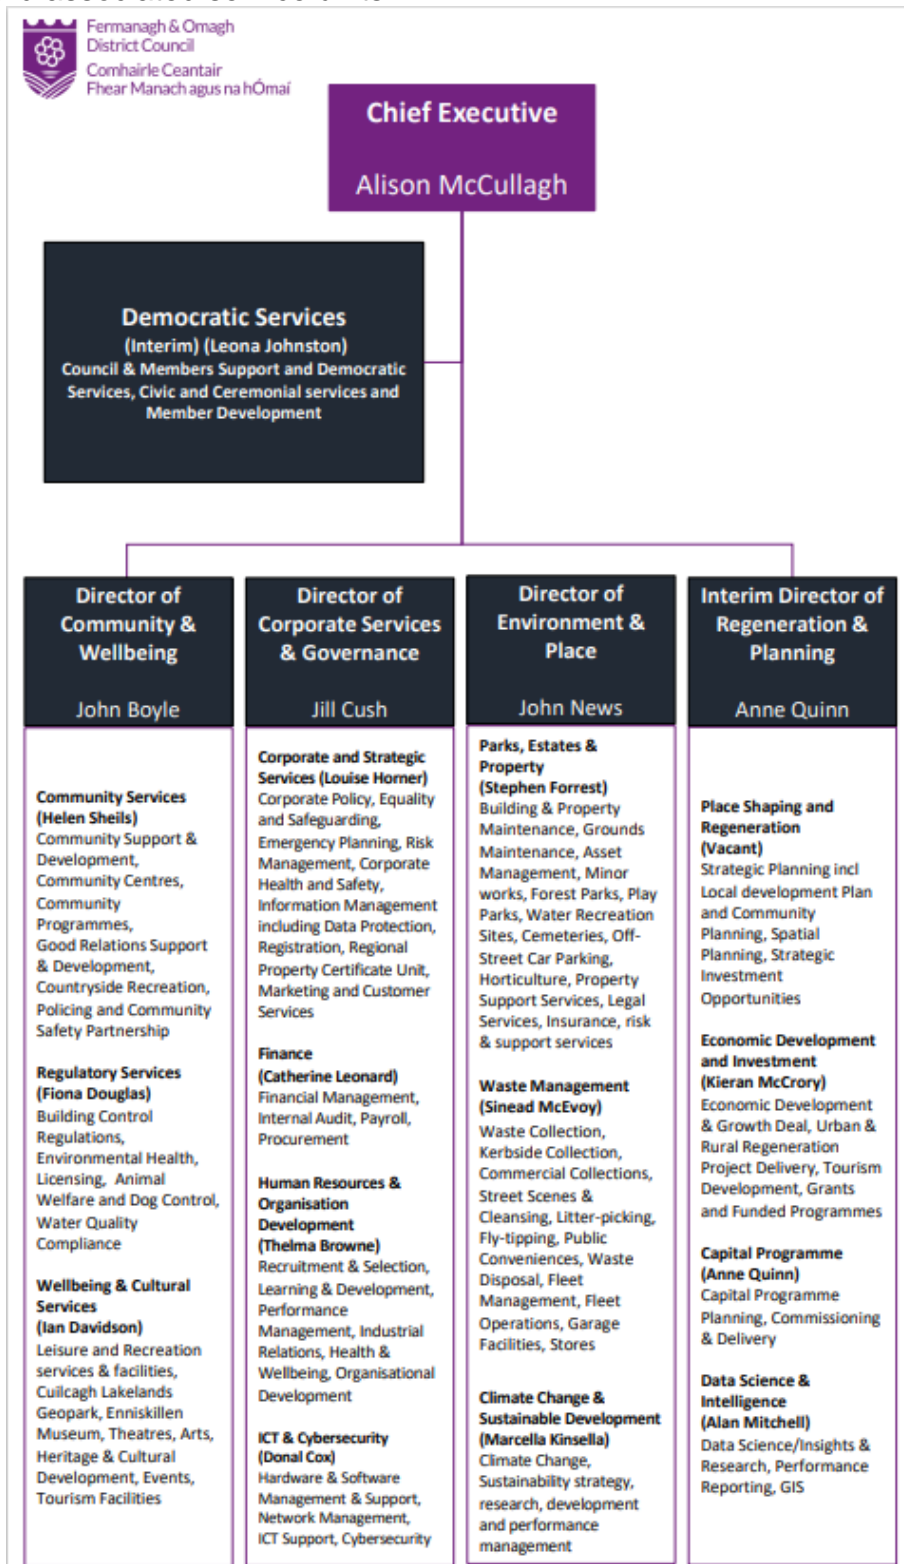 Fermanagh & Omagh
District Council
Comhairle Ceantair
Fhear Manach agus na hÓmaí
Chief Executive
Alison McCullagh
Democratic Services
(Interim) (Leona Johnston)
Council & Members Support and Democratic
Services, Civic and Ceremonial services and
Member Development
Director of
Community &
Wellbeing
John Boyle
Community Services
(Helen Sheils)
Community Support &
Development,
Community Centres,
Community
Programmes,
Good Relations Support
& Development,
Countryside Recreation,
Policing and Community
Safety Partnership
Regulatory Services
(Fiona Douglas)
Building Control
Regulations,
Environmental Health,
Licensing, Animal
Welfare and Dog Control,
Water Quality
Compliance
Wellbeing & Cultural
Services
(Ian Davidson)
Leisure and Recreation
services & facilities,
Cuilcagh Lakelands
Geopark, Enniskillen
Museum, Theatres, Arts,
Heritage & Cultural
Development, Events,
Tourism Facilities
Director of
Corporate Services
& Governance
Jill Cush
Corporate and Strategic
Services (Louise Horner)
Corporate Policy, Equality
and Safeguarding,
Emergency Planning, Risk
Management, Corporate
Health and Safety,
Information Management
including Data Protection,
Registration, Regional
Property Certificate Unit,
Marketing and Customer
Services
Finance
(Catherine Leonard)
Financial Management,
Internal Audit, Payroll,
Procurement
Human Resources &
Organisation
Development
(Thelma Browne)
Recruitment & Selection,
Learning & Development,
Performance
Management, Industrial
Relations, Health &
Wellbeing, Organisational
Development
ICT & Cybersecurity
(Donal Cox)
Hardware & Software
Management & Support,
Network Management,
ICT Support, Cybersecurity
Director of
Environment &
Place
John News
Parks, Estates &
Property
(Stephen Forrest)
Building & Property
Maintenance, Grounds
Maintenance, Asset
Management, Minor
works, Forest Parks, Play
Parks, Water Recreation
Sites, Cemeteries, Off-
Street Car Parking,
Horticulture, Property
Support Services, Legal
Services, Insurance, risk
& support services
Waste Management
(Sinead McEvoy)
Waste Collection,
Kerbside Collection,
Commercial Collections,
Street Scenes &
Cleansing, Litter-picking,
Fly-tipping, Public
Conveniences, Waste
Disposal, Fleet
Management, Fleet
Operations, Garage
Facilities, Stores
Climate Change &
Sustainable Development
(Marcella Kinsella)
Climate Change,
Sustainability strategy,
research, development
and performance
management
Interim Director of
Regeneration &
Planning
Anne Quinn
Place Shaping and
Regeneration
(Vacant)
Strategic Planning incl
Local development Plan
and Community
Planning, Spatial
Planning, Strategic
Investment
Opportunities
Economic Development
and Investment
(Kieran McCrory)
Economic Development
& Growth Deal, Urban &
Rural Regeneration
Project Delivery, Tourism
Development, Grants
and Funded Programmes
Capital Programme
(Anne Quinn)
Capital Programme
Planning, Commissioning
& Delivery
Data Science &
Intelligence
(Alan Mitchell)
Data Science/Insights &
Research, Performance
Reporting, GIS